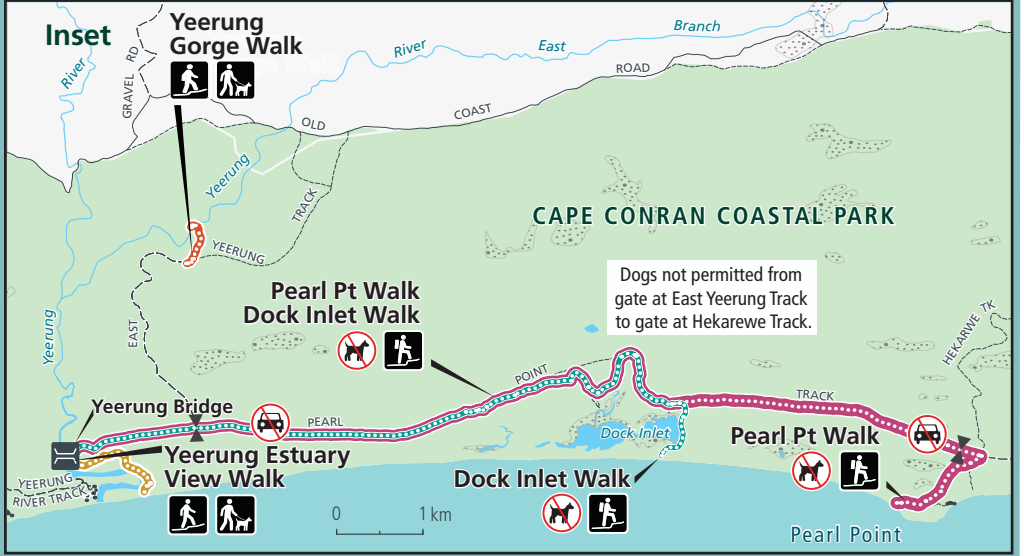 Inset
Yeerung
Gorge Walk
River
GRAVEL RD
River
East
Branch
ROAD
COAST
OLD
Yeerung
TRACK
YEERUNG
CAPE CONRAN COASTAL PARK
Dogs not permitted from
gate at East Yeerung Track
to gate at Hekarewe Track.
Pearl Pt Walk
Dock Inlet Walk
Yeerung
EAST
HEKARWE TK
POINT
TRACK
Yeerung Bridge
PEARL
Dock Inlet
Pearl Pt Walk
Yeerung Estuary
View Walk
YEERUNG
RIVER TRACK
Dock Inlet Walk
0 1 km
Pearl Point